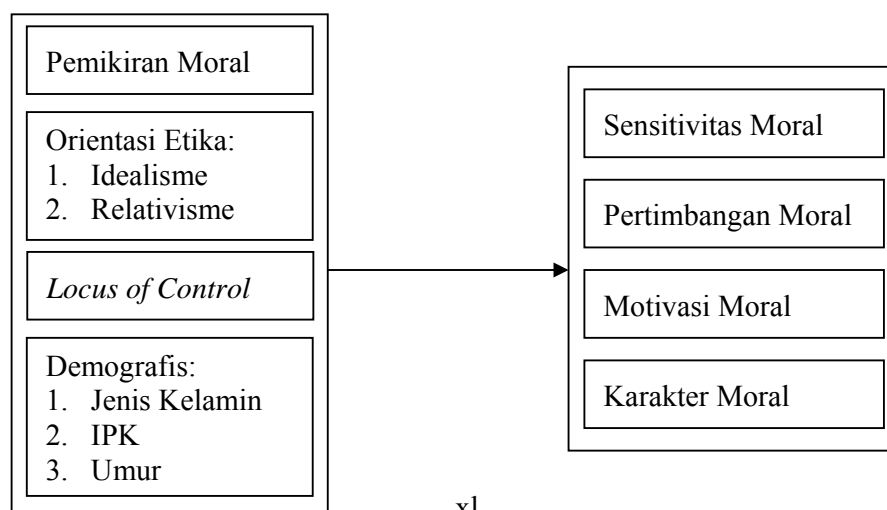 Pemikiran Moral
Orientasi Etika:
1. Idealisme
2. Relativisme
Locus of Control
Demografis:
1. Jenis Kelamin
2. IPK
3. Umur
Sensitivitas Moral
Pertimbangan Moral
Motivasi Moral
Karakter Moral
xl